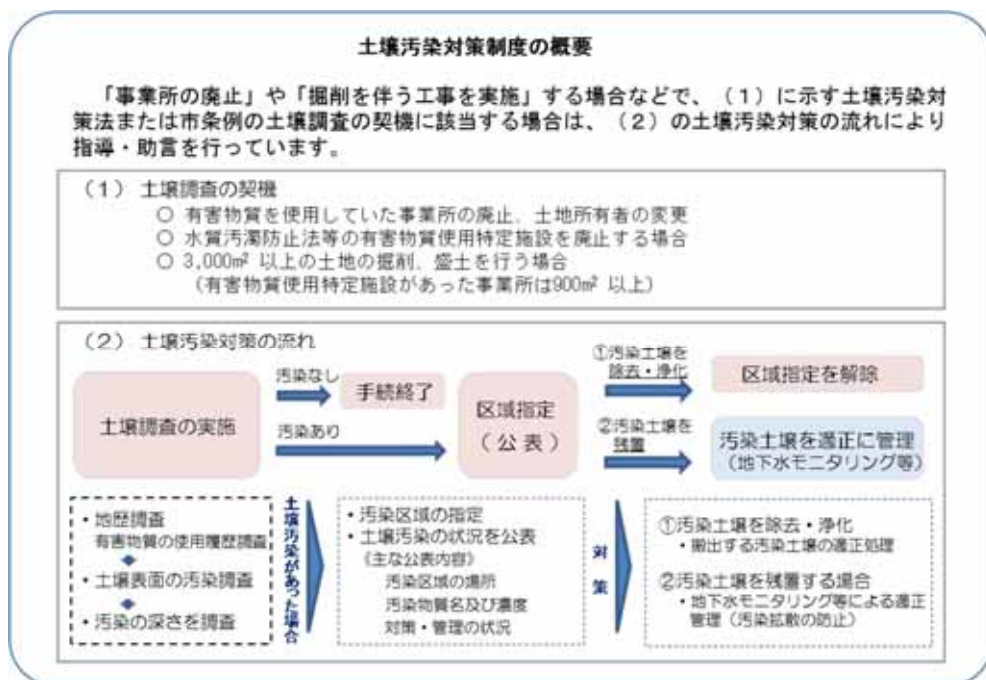 土壌汚染対策制度の概要
「事業所の廃止」や「掘削を伴う工事を実施」する場合などで、（１）に示す土壌汚染対
策法または市条例の土壌調査の契機に該当する場合は、（２）の土壌汚染対策の流れにより
指導・助言を行っています。
（１） 土壌調査の契機
○ 有害物質を使用していた事業所の廃止、土地所有者の変更
○ 水質汚濁防止法等の有害物質使用特定施設を廃止する場合
○ 3,000㎡ 以上の土地の掘削、盛土を行う場合
（有害物質使用特定施設があった事業所は900㎡ 以上）
（２） 土壌汚染対策の流れ
土壌調査の実施
汚染なし
手続終了
汚染あり
区域指定
（公表）
①汚染土壌を
除去・浄化
区域指定を解除
②汚染土壌を
残置
汚染土壌を適正に管理
（地下水モニタリング等）
・地歴調査
有害物質の使用履歴調査
・土壌表面の汚染調査
・汚染の深さを調査
土壌汚染があった場合
・汚染区域の指定
・土壌汚染の状況を公表
《主な公表内容》
汚染区域の場所
汚染物質名及び濃度
対策・管理の状況
対策
①汚染土壌を除去・浄化
・搬出する汚染土壌の適正処理
②汚染土壌を残置する場合
・地下水モニタリング等による適正
管理（汚染拡散の防止）